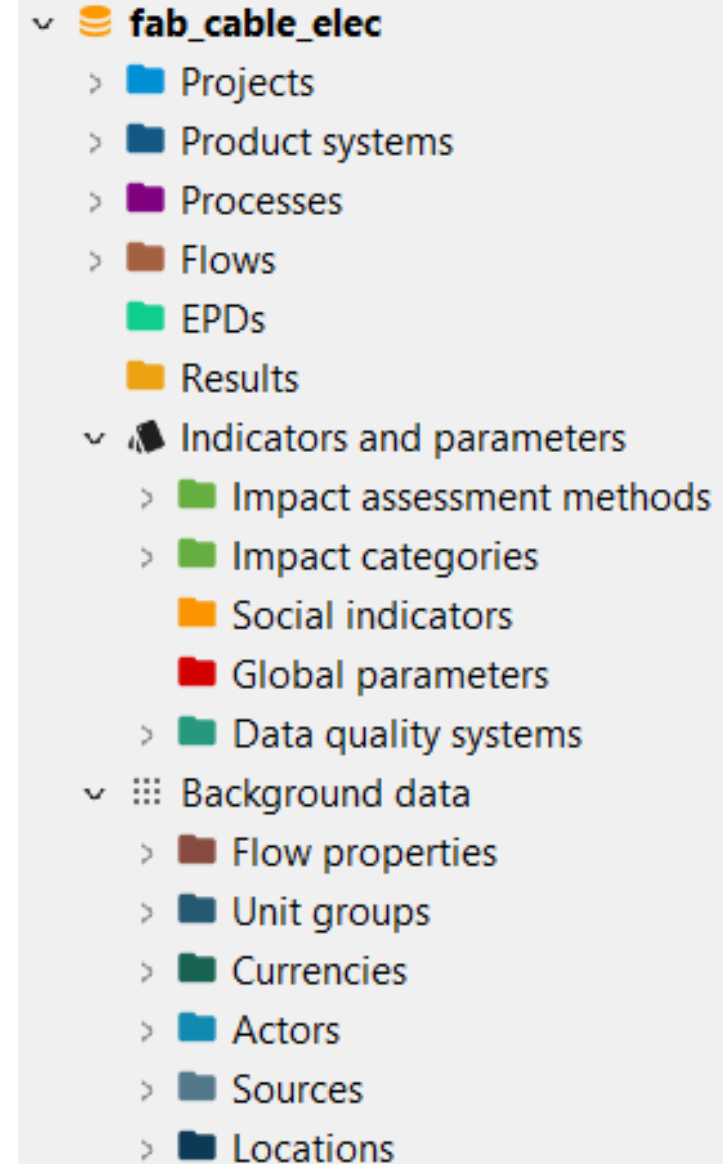 fab_cable_elec
Projects
Product systems
Processes
Flows
EPDs
Results
Indicators and parameters
Impact assessment methods
Impact categories
Social indicators
Global parameters
Data quality systems
Background data
Flow properties
Unit groups
Currencies
Actors
Sources
Locations